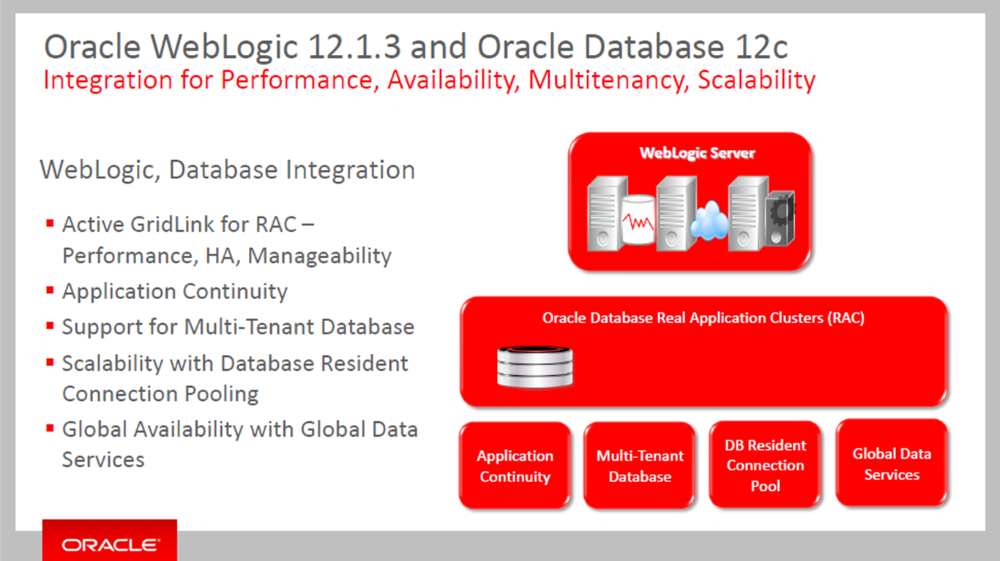 Oracle WebLogic 12.1.3 and Oracle Database 12c
Integration for Performance, Availability, Multitenancy, Scalability
WebLogic, Database Integration
▪ Active GridLink for RAC –
Performance, HA, Manageability
▪ Application Continuity
▪ Support for Multi-Tenant Database
▪ Scalability with Database Resident
Connection Pooling
▪ Global Availability with Global Data
Services
WebLogic Server
Oracle Database Real Application Clusters (RAC)
Application
Continuity
Multi-Tenant
Database
DB Resident
Connection
Pool
Global Data
Services
ORACLE®